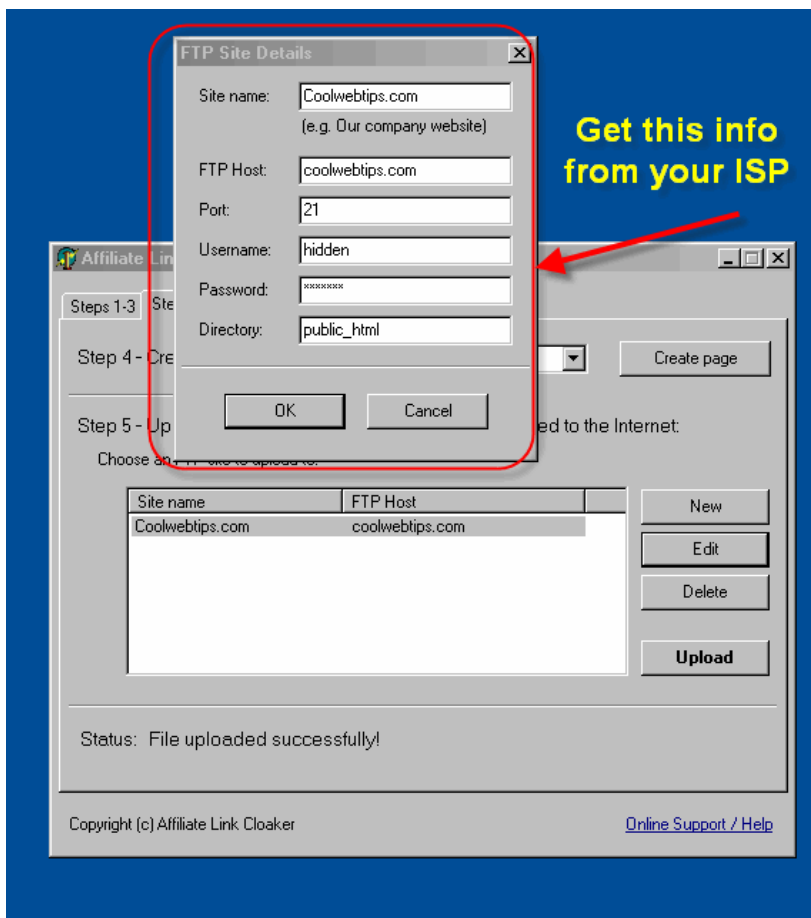 FTP Site Details
Site name: Coolwebtips.com
(e.g. Our company website)
FTP Host: coolwebtips.com
Port: 21
Username: hidden
Password: *******
Directory: public_html
OK Cancel
Get this info
from your ISP
Affiliate Lin
Steps 1-3 Ste
Step 4 - Cre Create page
Step 5 - Up ed to the Internet:
Choose an FTP site to upload to:
Site name FTP Host
Coolwebtips.com coolwebtips.com
New
Edit
Delete
Upload
Status: File uploaded successfully!
Copyright (c) Affiliate Link Cloaker Online Support / Help